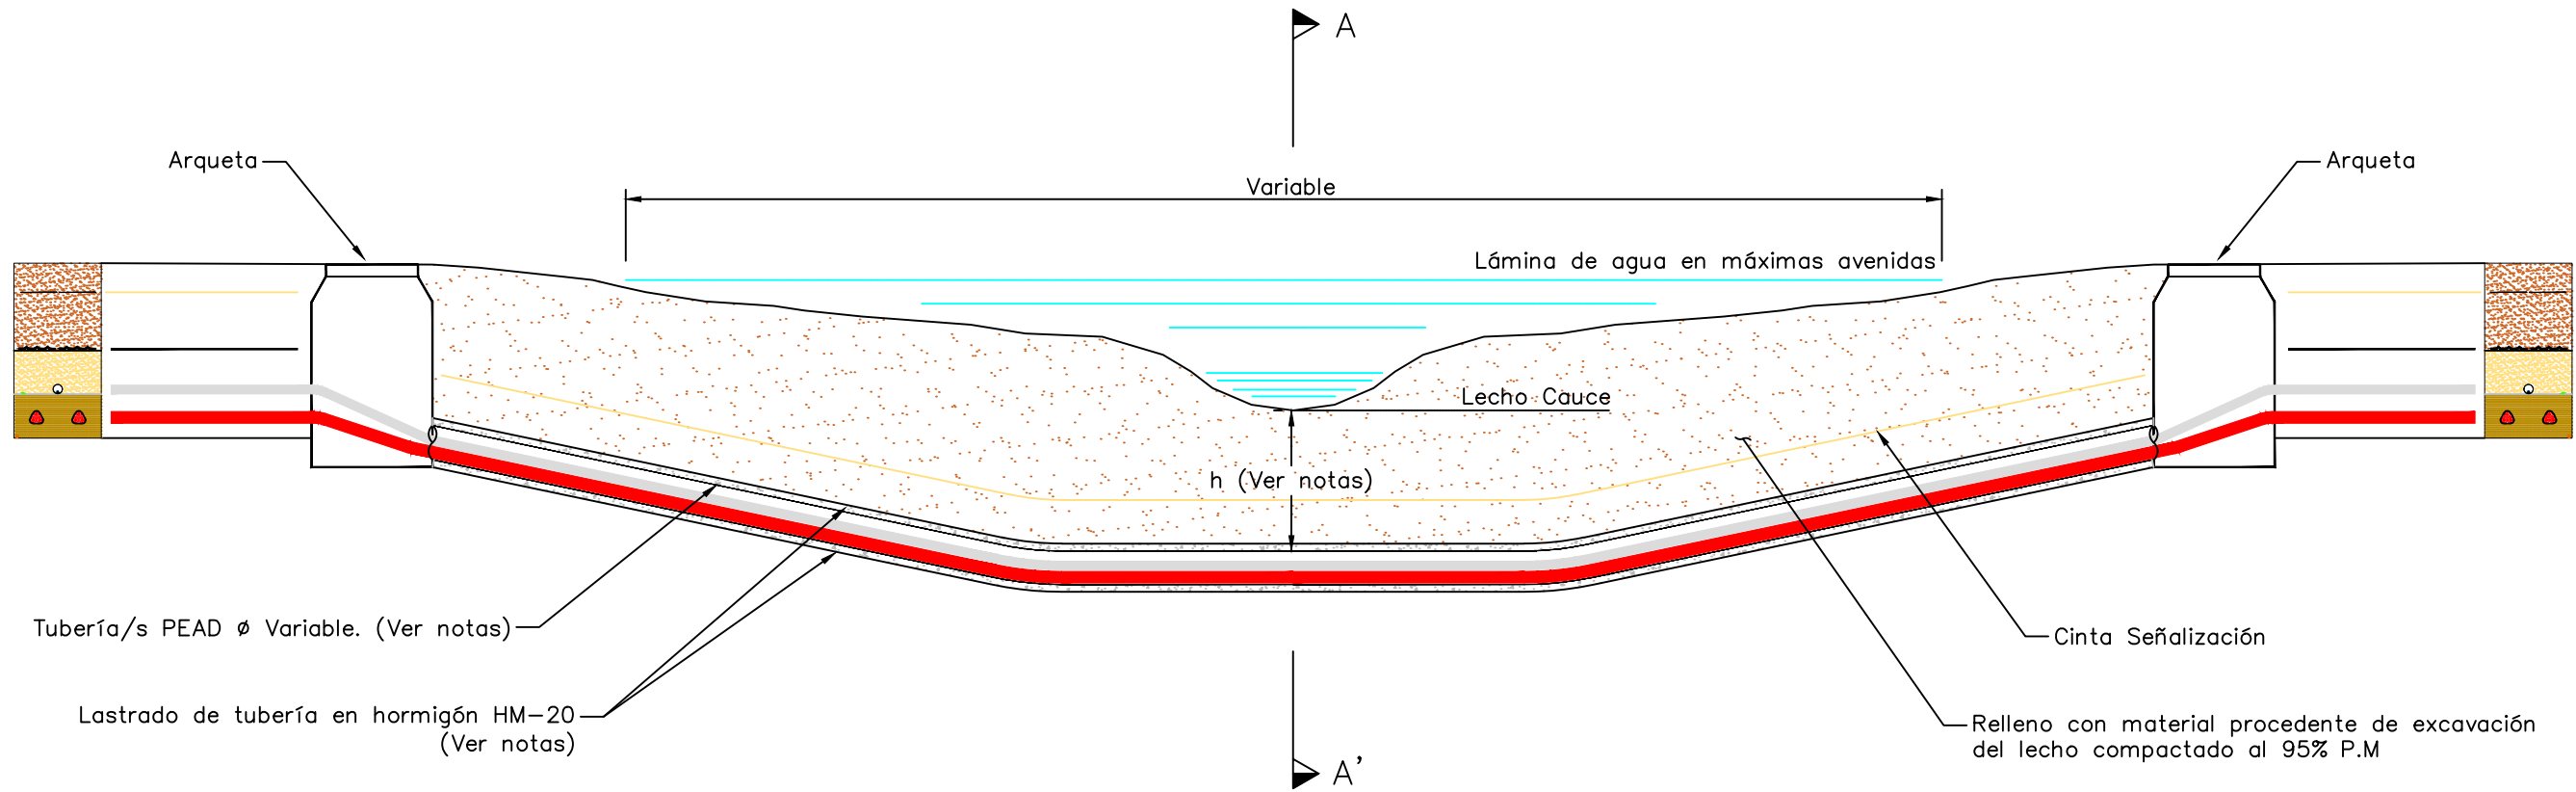 A
Arqueta
Variable
Arqueta
Lámina de agua en máximas avenidas
Lecho Cauce
h (Ver notas)
Tubería/s PEAD ø Variable. (Ver notas)
Cinta Señalización
Lastrado de tubería en hormigón HM-20
(Ver notas)
Relleno con material procedente de excavación
del lecho compactado al 95% P.M
A'